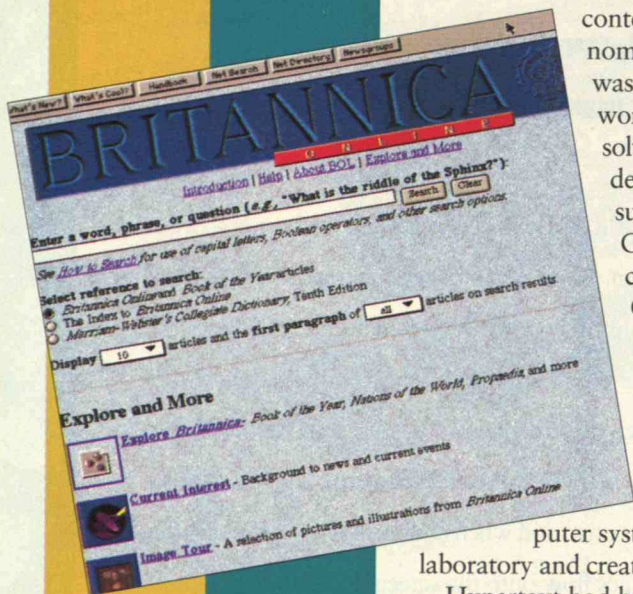 What's New? What's Cool? Handbook Net Search Net Directory Newsgroups
BRITANNICA
ONLINE
Introduction | Help | About BOL | Explore and More
Enter a word, phrase, or question (e.g., "What is the riddle of the Sphinx?"):
Search Clear
See How to Search for use of capital letters, Boolean operators, and other search options.
Select reference to search:
Britannica Online and Book of the Year articles
The Index to Britannica Online
Merriam-Webster's Collegiate Dictionary, Tenth Edition
Display 10 articles and the first paragraph of all articles on search results.
Explore and More
Explore Britannica- Book of the Year, Nations of the World, Propaedia, and more
Current Interest - Background to news and current events
Image Tour - A selection of pictures and illustrations from Britannica Online
nom
was
wor
de
su
puter sys
laboratory and creat